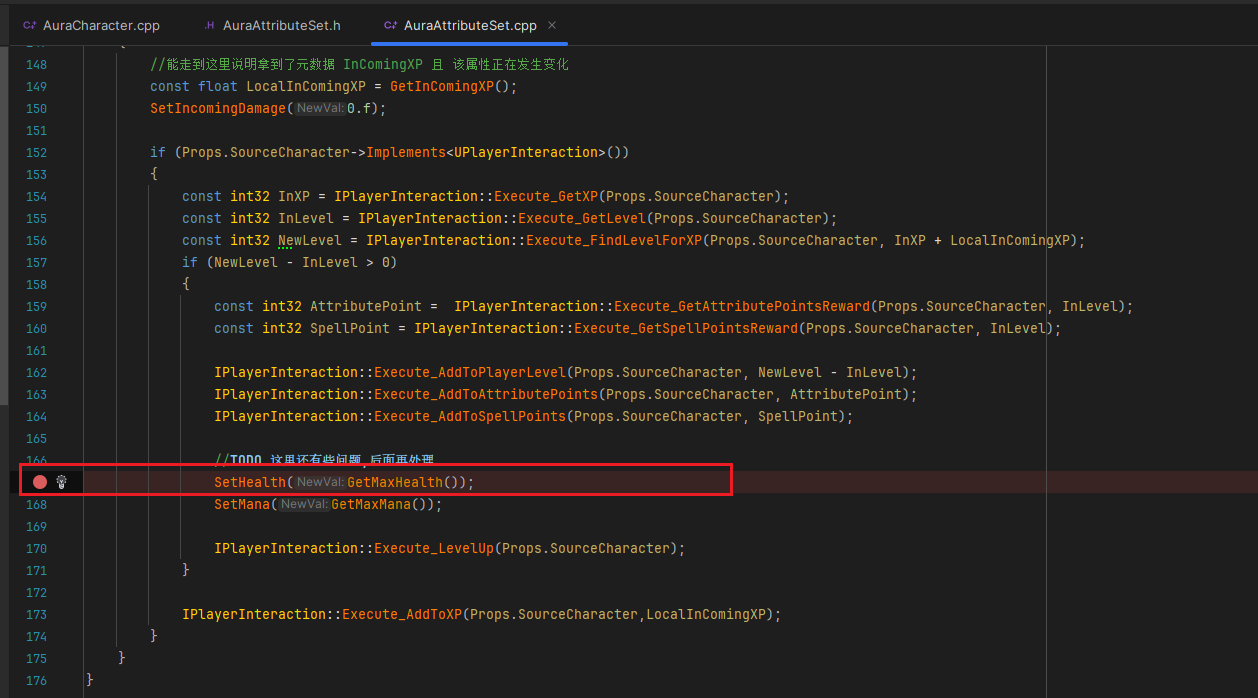 AuraCharacter.cpp AuraAttributeSet.h AuraAttributeSet.cpp
{
148 //能走到这里说明拿到了元数据 InComingXP 且 该属性正在发生变化
149 const float LocalInComingXP = GetInComingXP();
150 SetIncomingDamage( NewVal: 0.f);
151
152 if (Props.SourceCharacter->Implements<UPlayerInteraction>())
153 {
154 const int32 InXP = IPlayerInteraction::Execute_GetXP(Props.SourceCharacter);
155 const int32 InLevel = IPlayerInteraction::Execute_GetLevel(Props.SourceCharacter);
156 const int32 NewLevel = IPlayerInteraction::Execute_FindLevelForXP(Props.SourceCharacter, InXP + LocalInComingXP);
157 if (NewLevel - InLevel > 0)
158 {
159 const int32 AttributePoint =  IPlayerInteraction::Execute_GetAttributePointsReward(Props.SourceCharacter, InLevel);
160 const int32 SpellPoint = IPlayerInteraction::Execute_GetSpellPointsReward(Props.SourceCharacter, InLevel);
161
162 IPlayerInteraction::Execute_AddToPlayerLevel(Props.SourceCharacter, NewLevel - InLevel);
163 IPlayerInteraction::Execute_AddToAttributePoints(Props.SourceCharacter, AttributePoint);
164 IPlayerInteraction::Execute_AddToSpellPoints(Props.SourceCharacter, SpellPoint);
165
166 //TODO 这里还有些问题,后面再处理
SetHealth( NewVal: GetMaxHealth());
168 SetMana( NewVal: GetMaxMana());
169
170 IPlayerInteraction::Execute_LevelUp(Props.SourceCharacter);
171 }
172
173 IPlayerInteraction::Execute_AddToXP(Props.SourceCharacter,LocalInComingXP);
174 }
175 }
176 }